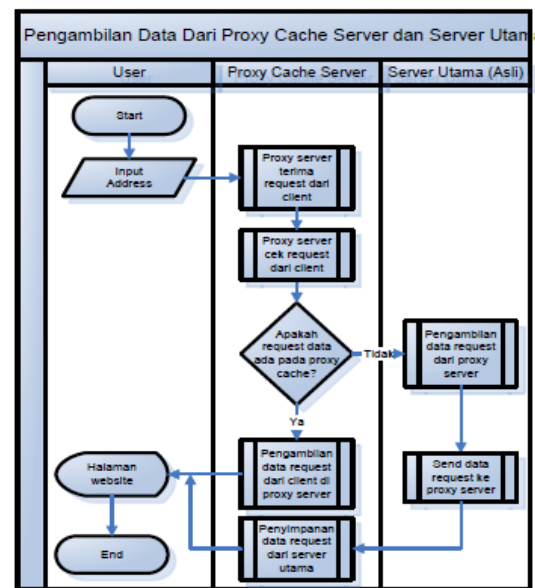 Pengambilan Data Dari Proxy Cache Server dan Server Utam
User
Proxy Cache Server
Server Utama (Asli)
Start
Input
Address
Proxy server
terima
request dari
client
Proxy server
cek request
dari client
Apakah
request data
ada pada proxy
cache?
Tidak
Pengambilan
data request
dari proxy
server
Ya
Halaman
website
Pengambilan
data request
dari client di
proxy server
Send data
request ke
proxy server
Penyimpanan
data request
dari server
utama
End